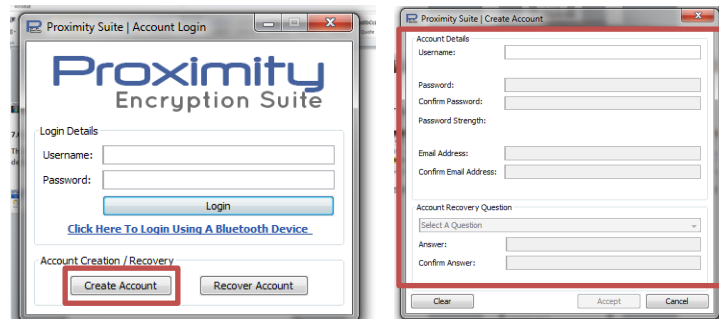 Proximity Suite | Account Login
Proximity
Encryption Suite
Login Details
Username:
Password:
Login
Click Here To Login Using A Bluetooth Device
Account Creation / Recovery
Create Account
Recover Account
Proximity Suite | Create Account
Account Details
Username:
Password:
Confirm Password:
Password Strength:
Email Address:
Confirm Email Address:
Account Recovery Question
Select A Question
Answer:
Confirm Answer:
Clear
Accept
Cancel